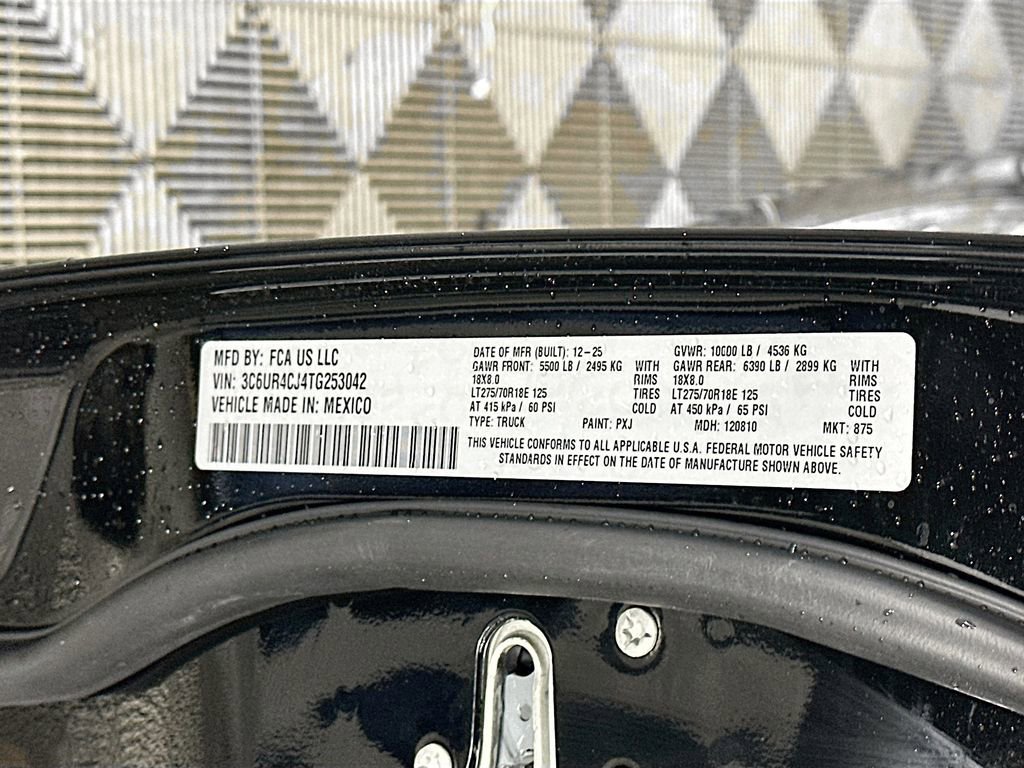 MFD BY: FCA US LLC
VIN: 3C6UR4CJ4TG253042
VEHICLE MADE IN: MEXICO
DATE OF MFR (BUILT): 12-25
GAWR FRONT: 5500 LB / 2495 KG WITH
18X8.0 RIMS
LT275/70R18E 125 TIRES
AT 415 kPa / 60 PSI COLD
TYPE: TRUCK PAINT: PXJ
GVWR: 10000 LB / 4536 KG
GAWR REAR: 6390 LB / 2899 KG WITH
18X8.0 RIMS
LT275/70R18E 125 TIRES
AT 450 kPa / 65 PSI COLD
MDH: 120810 MKT: 875
THIS VEHICLE CONFORMS TO ALL APPLICABLE U.S.A. FEDERAL MOTOR VEHICLE SAFETY
STANDARDS IN EFFECT ON THE DATE OF MANUFACTURE SHOWN ABOVE.